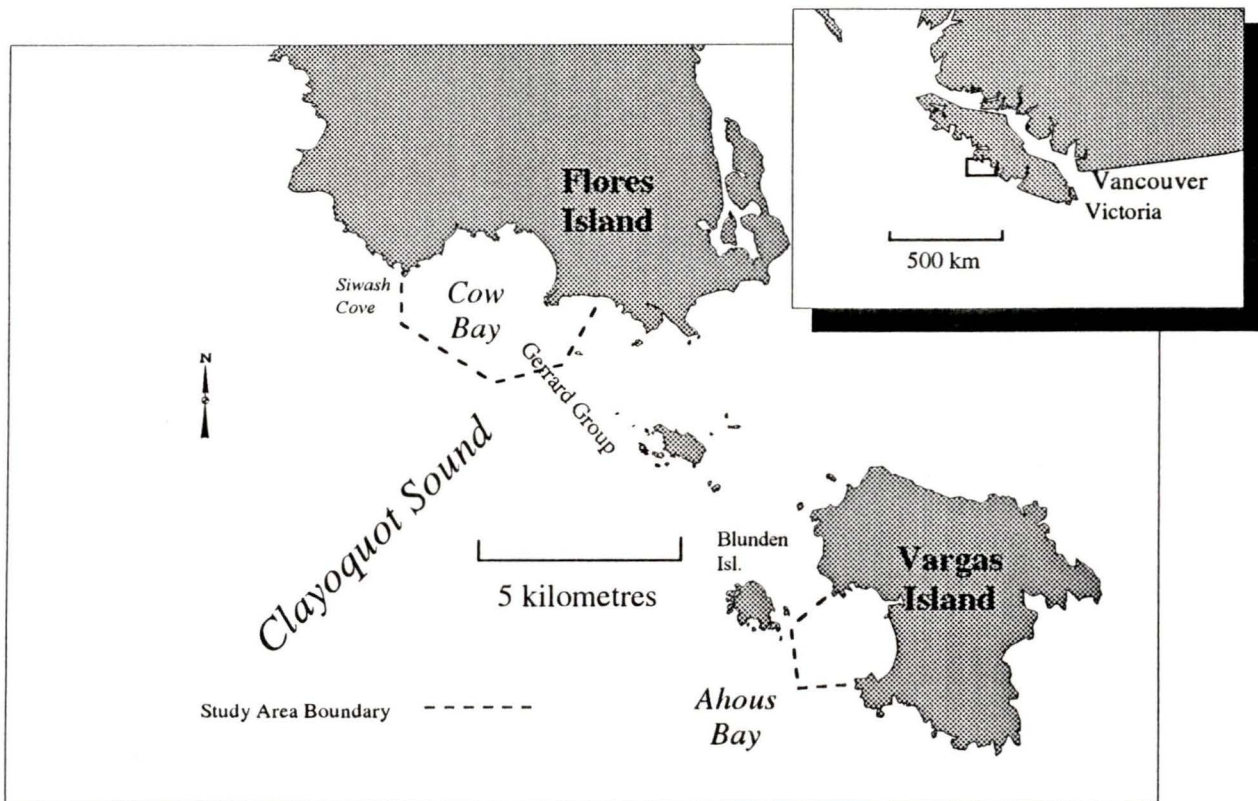 Flores
Island
Vancouver
Victoria
500 km
Siwash
Cove
Cow
Bay
N
Gerrard Group
Clayoquot Sound
5 kilometres
Blunden
Isl.
Vargas
Island
Ahous
Bay
Study Area Boundary